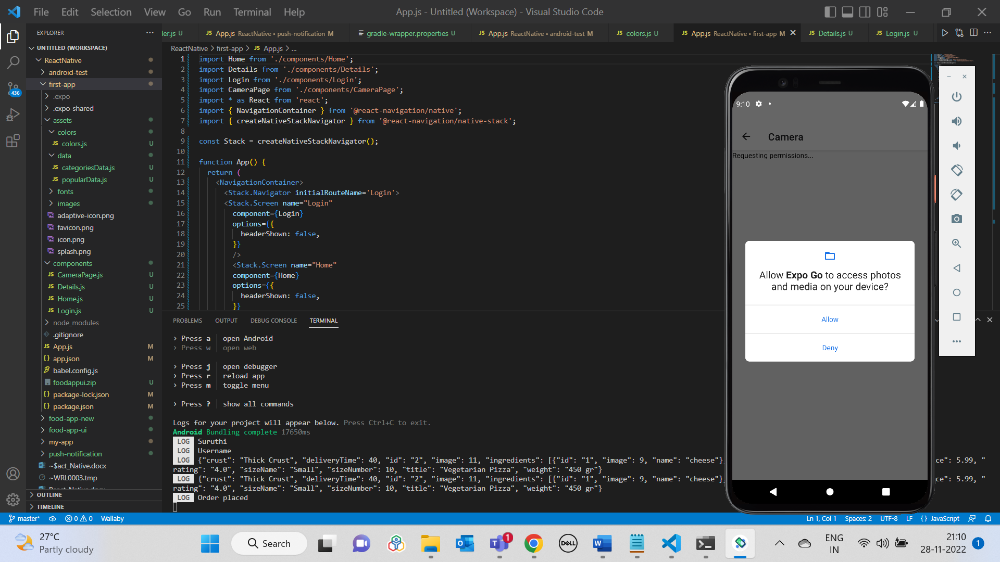 File Edit Selection View Go Run Terminal Help
App.js - Untitled (Workspace) - Visual Studio Code
EXPLORER
der.js U
JS App.js ReactNative • push-notification M
gradle-wrapper.properties U
JS App.js ReactNative • android-test M
JS colors.js U
JS App.js ReactNative • first-app M
JS Details.js U
JS Login.js U
436
UNTITLED (WORKSPACE)
ReactNative
android-test
first-app
.expo
.expo-shared
assets
colors
JS colors.js U
data
JS categoriesData.js U
JS popularData.js U
fonts
images
adaptive-icon.png
favicon.png
icon.png
splash.png
components
JS CameraPage.js U
JS Details.js U
JS Home.js U
JS Login.js U
node_modules
.gitignore
JS App.js M
{} app.json M
babel.config.js
foodappui.zip U
{} package-lock.json M
{} package.json M
food-app-new
food-app-ui
my-app
push-notification
~$act_Native.docx
~WRL0003.tmp
React_Native.docx
OUTLINE
TIMELINE
ReactNative > first-app > JS App.js > ...
1 import Home from './components/Home';
2 import Details from './components/Details';
3 import Login from './components/Login';
4 import CameraPage from './components/CameraPage';
5 import * as React from 'react';
6 import { NavigationContainer } from '@react-navigation/native';
7 import { createNativeStackNavigator } from '@react-navigation/native-stack';
8
9 const Stack = createNativeStackNavigator();
10
11 function App() {
12 return (
13 <NavigationContainer>
14 <Stack.Navigator initialRouteName='Login'>
15 <Stack.Screen name="Login"
16 component={Login}
17 options={{
18 headerShown: false,
19 }}
20 />
21 <Stack.Screen name="Home"
22 component={Home}
23 options={{
24 headerShown: false,
25 }}
PROBLEMS OUTPUT DEBUG CONSOLE TERMINAL
› Press a | open Android
› Press w | open web
› Press j | open debugger
› Press r | reload app
› Press m | toggle menu
› Press ? | show all commands
Logs for your project will appear below. Press Ctrl+C to exit.
Android Bundling complete 17650ms
LOG Suruthi
LOG Username
LOG {"crust": "Thick Crust", "deliveryTime": 40, "id": "2", "image": 11, "ingredients": [{"id": "1", "image": 9, "name": "cheese"}, ce": 5.99, "
rating": "4.0", "sizeName": "Small", "sizeNumber": 10, "title": "Vegetarian Pizza", "weight": "450 gr"}
LOG {"crust": "Thick Crust", "deliveryTime": 40, "id": "2", "image": 11, "ingredients": [{"id": "1", "image": 9, "name": "cheese"}, ce": 5.99, "
rating": "4.0", "sizeName": "Small", "sizeNumber": 10, "title": "Vegetarian Pizza", "weight": "450 gr"}
LOG Order placed
9:10
Camera
Requesting permissions...
Allow Expo Go to access photos
and media on your device?
Allow
Deny
master* 0 0 Wallaby
Ln 1, Col 1 Spaces: 2 UTF-8 LF {} JavaScript
27°C
Partly cloudy
Search
1
DELL
ENG
IN
21:10
28-11-2022
1